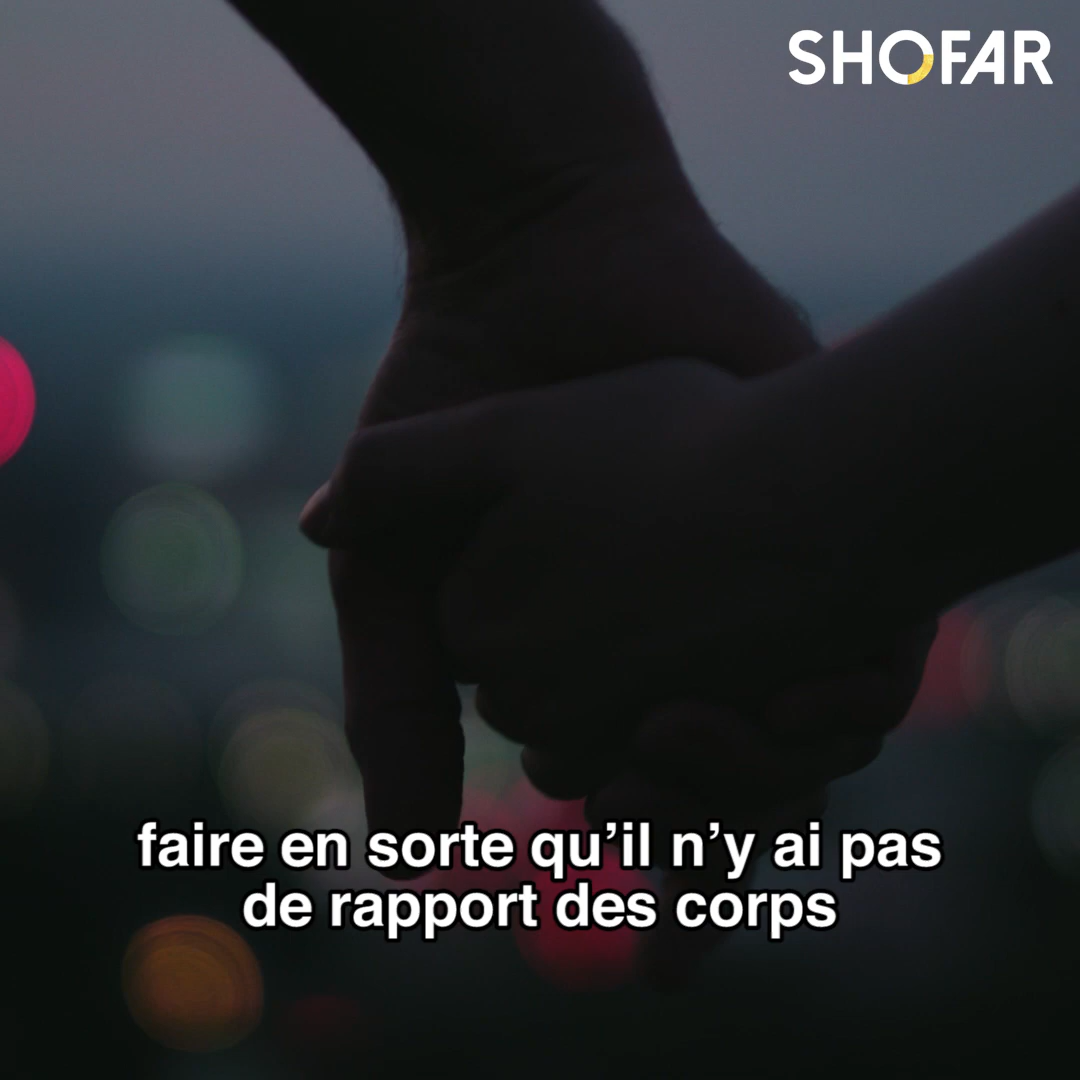 SHOFAR
faire en sorte qu’il n’y ai pas
de rapport des corps